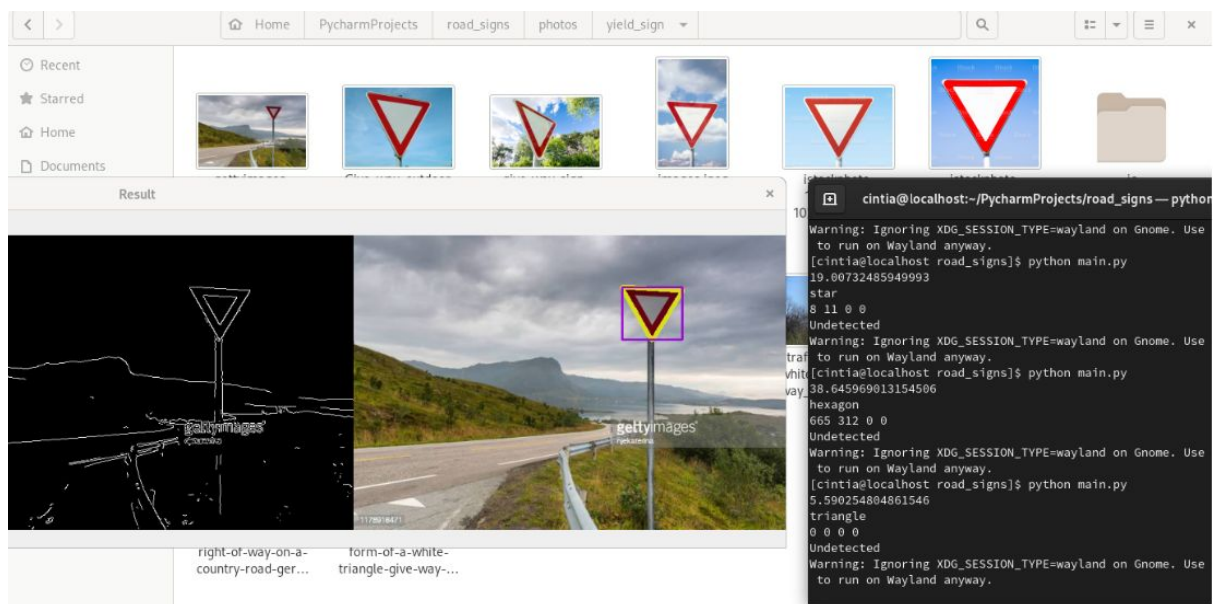 Home PycharmProjects road_signs photos yield_sign
Recent
Starred
Home
Documents
Result
gettyimages
gettyimages®
njekaterina
1178918471
right-of-way-on-a-
country-road-ger...
form-of-a-white-
triangle-give-way-...
cintia@localhost:~/PycharmProjects/road_signs — python
Warning: Ignoring XDG_SESSION_TYPE=wayland on Gnome. Use
to run on Wayland anyway.
[cintia@localhost road_signs]$ python main.py
19.00732485949993
star
8 11 0 0
Undetected
Warning: Ignoring XDG_SESSION_TYPE=wayland on Gnome. Use
to run on Wayland anyway.
[cintia@localhost road_signs]$ python main.py
38.645969013154506
hexagon
665 312 0 0
Undetected
Warning: Ignoring XDG_SESSION_TYPE=wayland on Gnome. Use
to run on Wayland anyway.
[cintia@localhost road_signs]$ python main.py
5.590254804861546
triangle
0 0 0 0
Undetected
Warning: Ignoring XDG_SESSION_TYPE=wayland on Gnome. Use
to run on Wayland anyway.